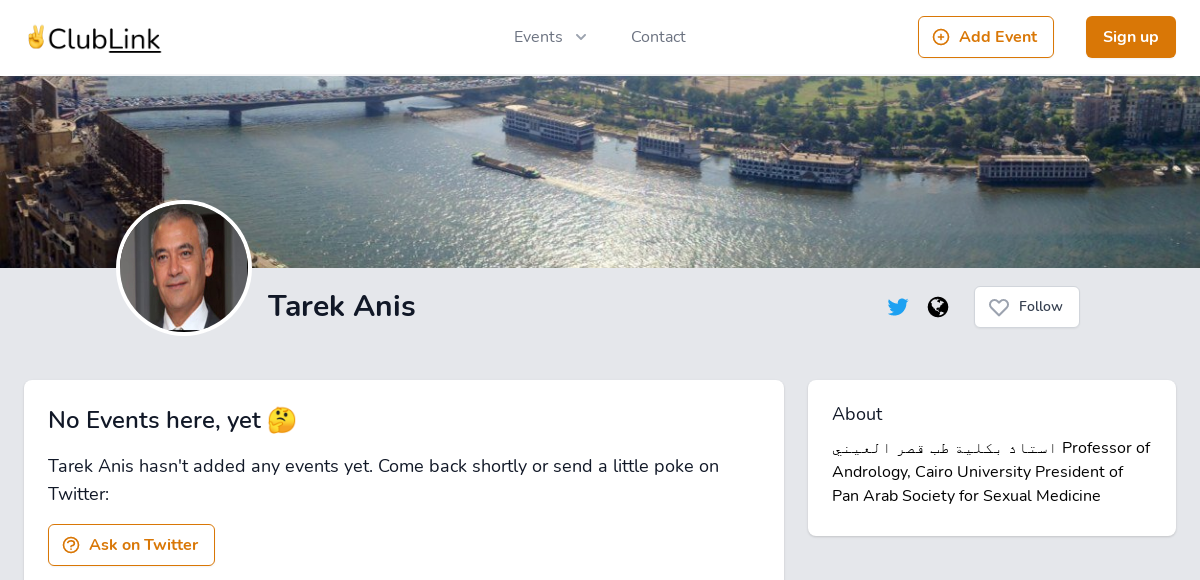 ✌ClubLink
Events
Contact
Add Event
Sign up
Tarek Anis
Follow
No Events here, yet 🤔
Tarek Anis hasn't added any events yet. Come back shortly or send a little poke on
Twitter:
Ask on Twitter
About
استاذ بكلية طب قصر العيني Professor of
Andrology, Cairo University President of
Pan Arab Society for Sexual Medicine